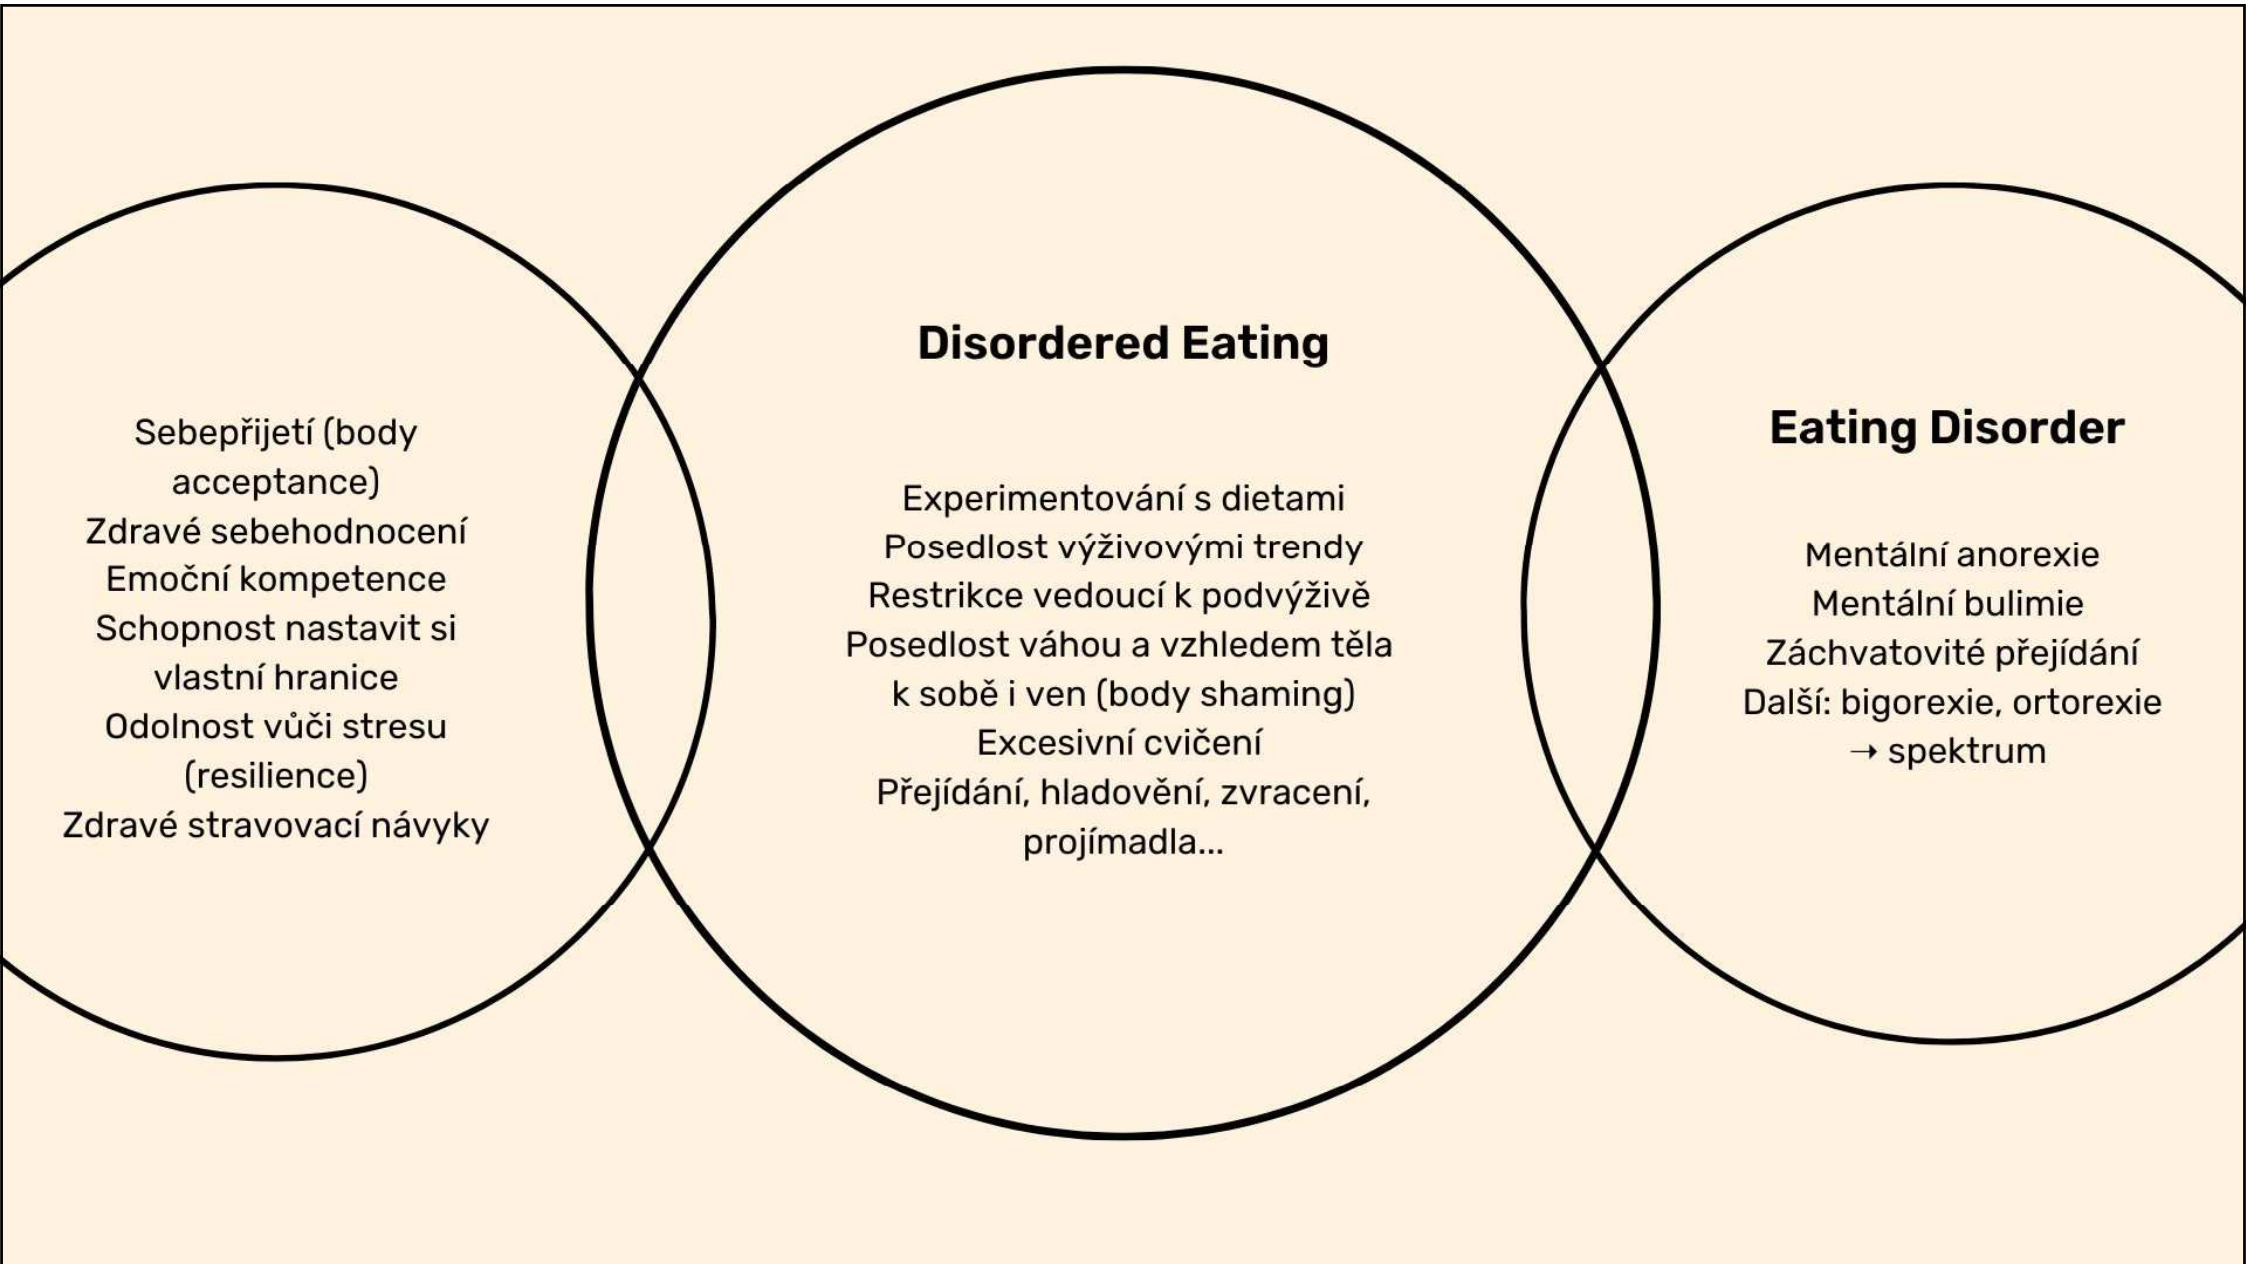 Sebepřijetí (body
acceptance)
Zdravé sebehodnocení
Emoční kompetence
Schopnost nastavit si
vlastní hranice
Odolnost vůči stresu
(resilience)
Zdravé stravovací návyky
Disordered Eating
Experimentování s dietami
Posedlost výživovými trendy
Restrikce vedoucí k podvýživě
Posedlost váhou a vzhledem těla
k sobě i ven (body shaming)
Excesivní cvičení
Přejídání, hladovění, zvracení,
projímadla...
Eating Disorder
Mentální anorexie
Mentální bulimie
Záchvatovité přejídání
Další: bigorexie, ortorexie
→ spektrum